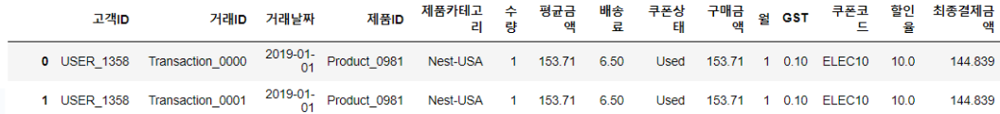 고객ID 거래ID 거래날짜 제품ID 제품카테고리 수량 평균금액 배송료 쿠폰상태 구매금액 월 GST 쿠폰코드 할인율 최종결제금액
0 USER_1358 Transaction_0000 2019-01-01 Product_0981 Nest-USA 1 153.71 6.50 Used 153.71 1 0.10 ELEC10 10.0 144.839
1 USER_1358 Transaction_0001 2019-01-01 Product_0981 Nest-USA 1 153.71 6.50 Used 153.71 1 0.10 ELEC10 10.0 144.839